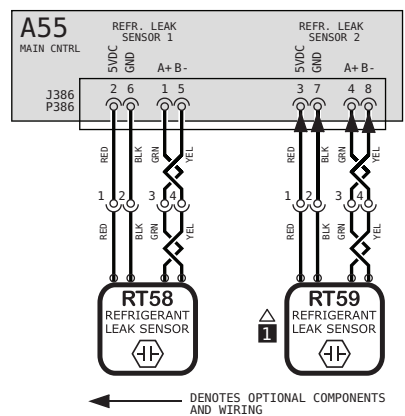 A55
MAIN CNTRL
REFR. LEAK
SENSOR 1
REFR. LEAK
SENSOR 2
5VDC GND A+ B-
5VDC GND A+ B-
J386 2 6 1 5 3 7 4 8
P386
RED BLK GRN YEL RED BLK GRN YEL
1 2 3 4 1 2 3 4
RED BLK GRN YEL RED BLK GRN YEL
RT58
REFRIGERANT
LEAK SENSOR
RT59
REFRIGERANT
LEAK SENSOR
1
DENOTES OPTIONAL COMPONENTS
AND WIRING